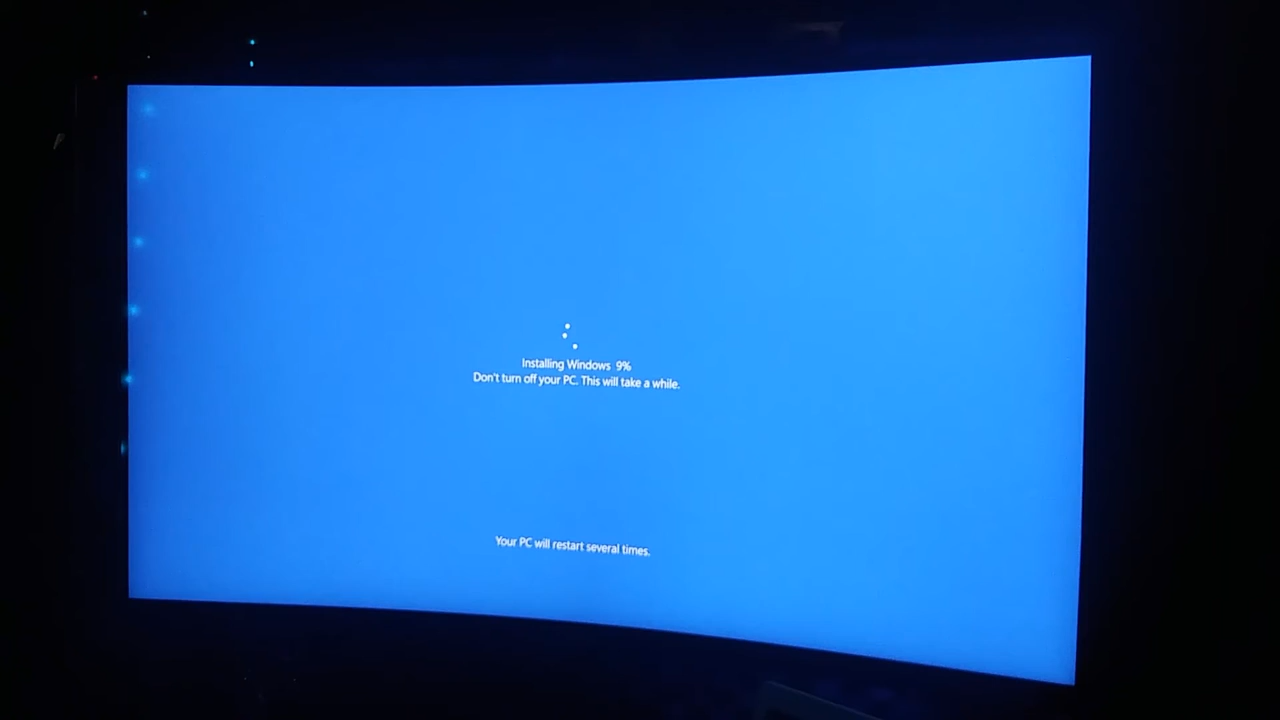 Installing Windows 9%
Don't turn off your PC. This will take a while.
Your PC will restart several times.